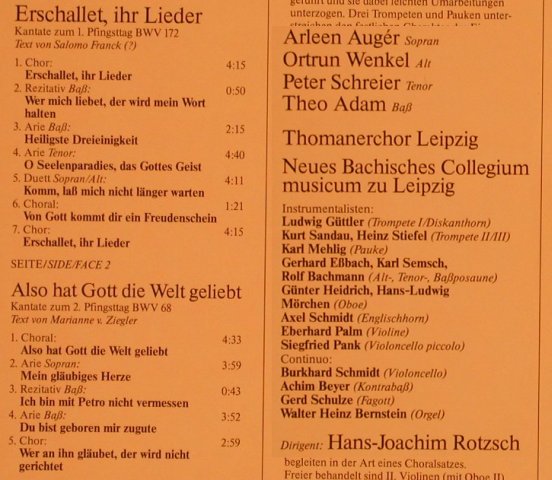 Erschallet, ihr Lieder
Kantate zum 1. Pfingsttag BWV 172
Text von Salomo Franck (?)
1. Chor:
Erschallet, ihr Lieder 4:15
2. Rezitativ Baß: 0:50
Wer mich liebet, der wird mein Wort
halten
3. Arie Baß: 2:15
Heiligste Dreieinigkeit
4. Arie Tenor: 4:40
O Seelenparadies, das Gottes Geist
5. Duett Sopran/Alt: 4:11
Komm, laß mich nicht länger warten
6. Choral: 1:21
Von Gott kommt dir ein Freudenschein
7. Chor: 4:15
Erschallet, ihr Lieder
SEITE/SIDE/FACE 2
Also hat Gott die Welt geliebt
Kantate zum 2. Pfingsttag BWV 68
Text von Marianne v. Ziegler
1. Choral: 4:33
Also hat Gott die Welt geliebt
2. Arie Sopran: 3:59
Mein gläubiges Herze
3. Rezitativ Baß: 0:43
Ich bin mit Petro nicht vermessen
4. Arie Baß: 3:52
Du bist geboren mir zugute
5. Chor: 2:59
Wer an ihn gläubet, der wird nicht
gerichtet
geführt und sie dabei leichten Umarbeitungen
unterzogen. Drei Trompeten und Pauken unter-
Arleen Augér Sopran
Ortrun Wenkel Alt
Peter Schreier Tenor
Theo Adam Baß
Thomanerchor Leipzig
Neues Bachisches Collegium
musicum zu Leipzig
Instrumentalisten:
Ludwig Güttler (Trompete I/Diskanthorn)
Kurt Sandau, Heinz Stiefel (Trompete II/III)
Karl Mehlig (Pauke)
Gerhard Eßbach, Karl Semsch,
Rolf Bachmann (Alt-, Tenor-, Baßposaune)
Günter Heidrich, Hans-Ludwig
Mörchen (Oboe)
Axel Schmidt (Englischhorn)
Eberhard Palm (Violine)
Siegfried Pank (Violoncello piccolo)
Continuo:
Burkhard Schmidt (Violoncello)
Achim Beyer (Kontrabaß)
Gerd Schulze (Fagott)
Walter Heinz Bernstein (Orgel)
Dirigent: Hans-Joachim Rotzsch
begleiten in der Art eines Choralsatzes.
Freier behandelt sind II. Violinen (mit Oboe II)